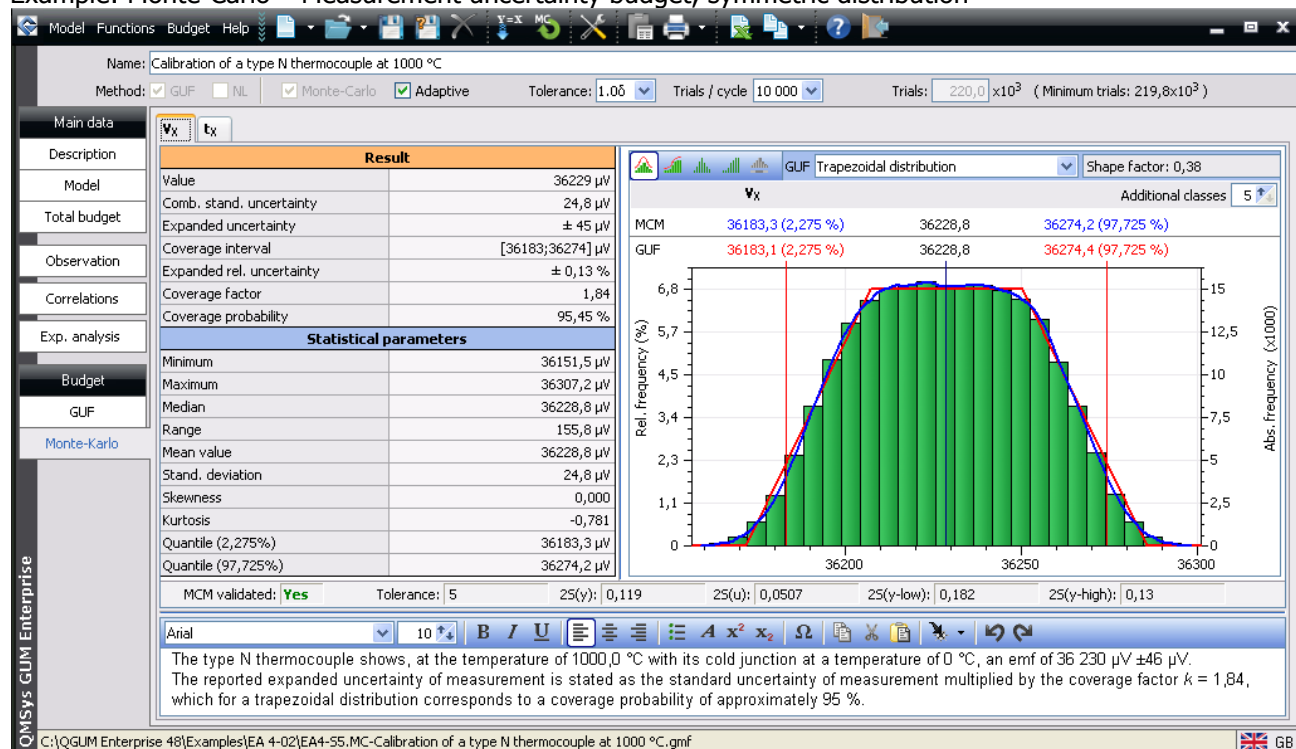 Example: Monte-Carlo – Measurement uncertainty budget, symmetric distribution
Model Functions Budget Help Y=X MC
Name: Calibration of a type N thermocouple at 1000 °C
Method: GUF NL Monte-Carlo Adaptive Tolerance: 1.0δ Trials / cycle 10 000 Trials: 220,0 x10³ ( Minimum trials: 219,8x10³ )
Main data
Description
Model
Total budget
Observation
Correlations
Exp. analysis
Budget
GUF
Monte-Karlo
QMSys GUM Enterprise
Vx tx
Result
Value 36229 µV
Comb. stand. uncertainty 24,8 µV
Expanded uncertainty ± 45 µV
Coverage interval [36183;36274] µV
Expanded rel. uncertainty ± 0,13 %
Coverage factor 1,84
Coverage probability 95,45 %
Statistical parameters
Minimum 36151,5 µV
Maximum 36307,2 µV
Median 36228,8 µV
Range 155,8 µV
Mean value 36228,8 µV
Stand. deviation 24,8 µV
Skewness 0,000
Kurtosis -0,781
Quantile (2,275%) 36183,3 µV
Quantile (97,725%) 36274,2 µV
GUF Trapezoidal distribution Shape factor: 0,38
Vx Additional classes 5
MCM 36183,3 (2,275 %) 36228,8 36274,2 (97,725 %)
GUF 36183,1 (2,275 %) 36228,8 36274,4 (97,725 %)
Rel. frequency (%)
6,8
5,7
4,5
3,4
2,3
1,1
0
15
12,5
10
7,5
5
2,5
0
Abs. frequency (x1000)
36200 36250 36300
MCM validated: Yes Tolerance: 5 2S(y): 0,119 2S(u): 0,0507 2S(y-low): 0,182 2S(y-high): 0,13
Arial 10 B I U A x² x₂ Ω
The type N thermocouple shows, at the temperature of 1000,0 °C with its cold junction at a temperature of 0 °C, an emf of 36 230 µV ±46 µV.
The reported expanded uncertainty of measurement is stated as the standard uncertainty of measurement multiplied by the coverage factor k = 1,84,
which for a trapezoidal distribution corresponds to a coverage probability of approximately 95 %.
C:\QGUM Enterprise 48\Examples\EA 4-02\EA4-S5.MC-Calibration of a type N thermocouple at 1000 °C.gmf GB